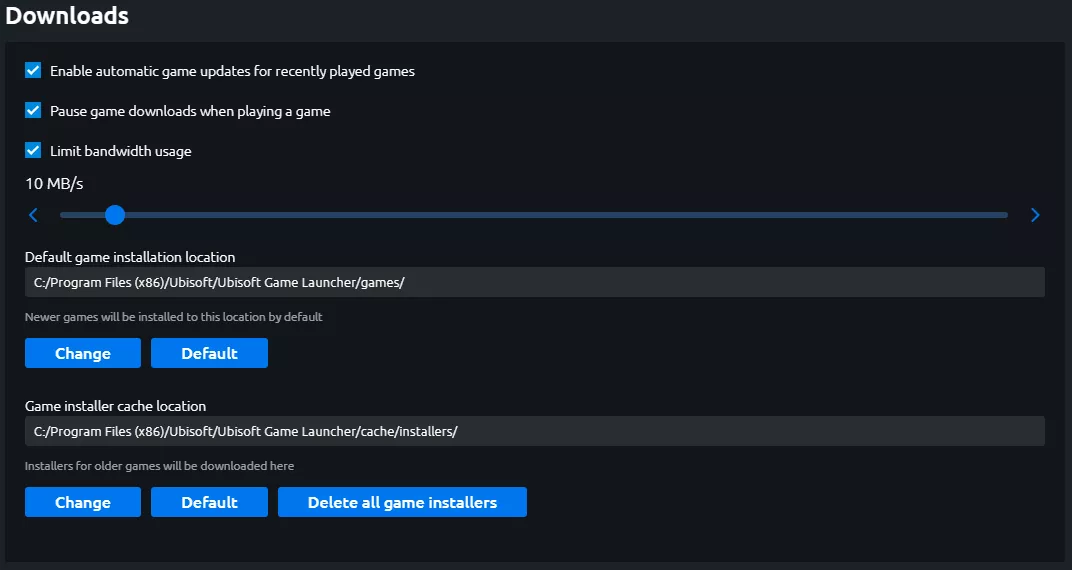 Downloads
Enable automatic game updates for recently played games
Pause game downloads when playing a game
Limit bandwidth usage
10 MB/s
Default game installation location
C:/Program Files (x86)/Ubisoft/Ubisoft Game Launcher/games/
Newer games will be installed to this location by default
Change Default
Game installer cache location
C:/Program Files (x86)/Ubisoft/Ubisoft Game Launcher/cache/installers/
Installers for older games will be downloaded here
Change Default Delete all game installers